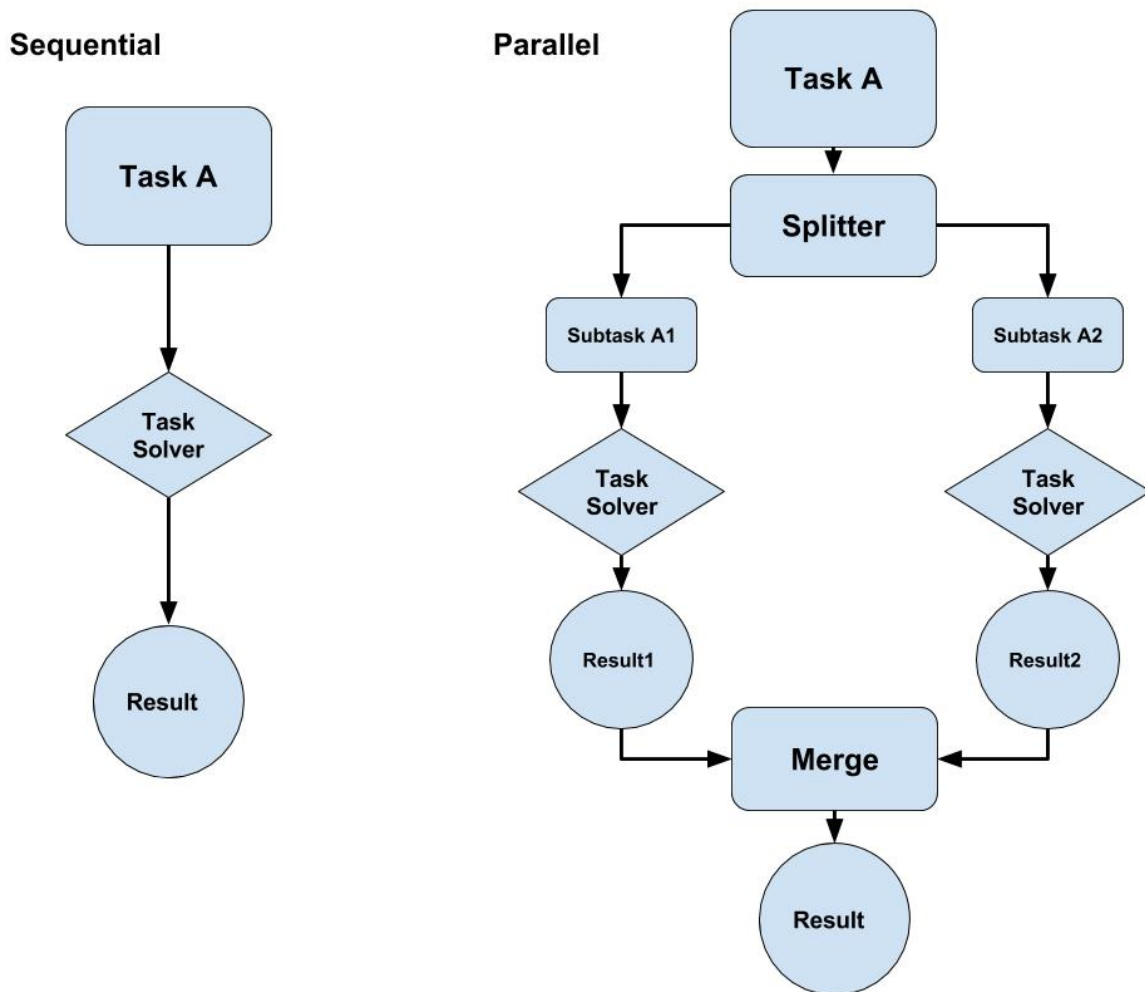 Sequential
Task A
Task
Solver
Result
Parallel
Task A
Splitter
Subtask A1
Subtask A2
Task
Solver
Task
Solver
Result1
Result2
Merge
Result